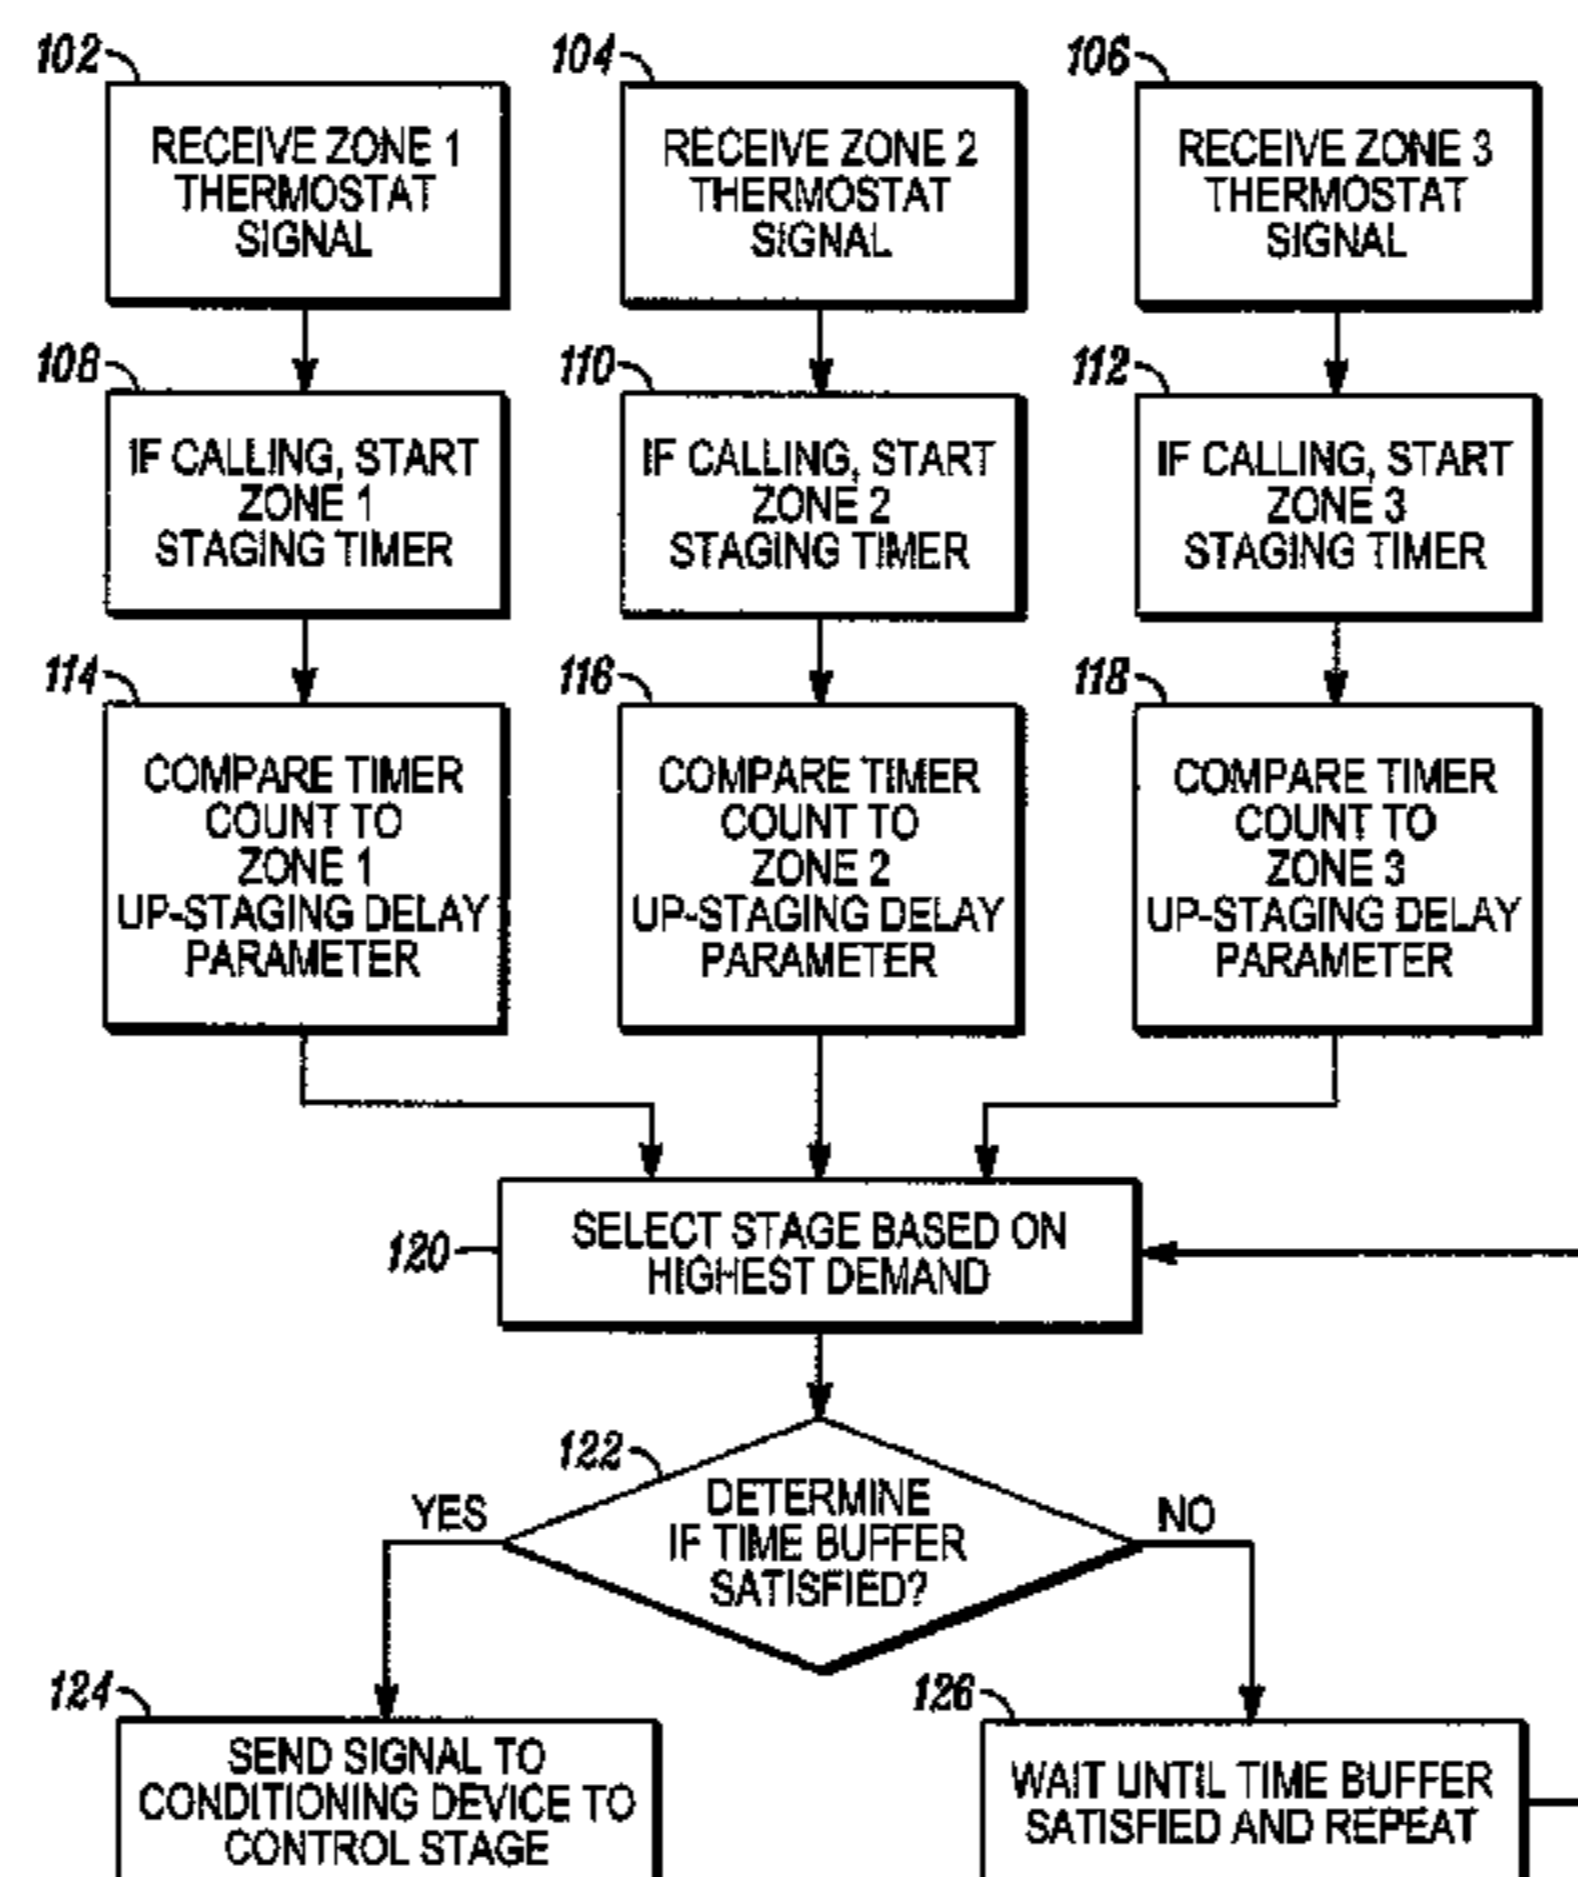 102
RECEIVE ZONE 1
THERMOSTAT
SIGNAL
104
RECEIVE ZONE 2
THERMOSTAT
SIGNAL
106
RECEIVE ZONE 3
THERMOSTAT
SIGNAL
108
IF CALLING, START
ZONE 1
STAGING TIMER
110
IF CALLING, START
ZONE 2
STAGING TIMER
112
IF CALLING, START
ZONE 3
STAGING TIMER
114
COMPARE TIMER
COUNT TO
ZONE 1
UP-STAGING DELAY
PARAMETER
116
COMPARE TIMER
COUNT TO
ZONE 2
UP-STAGING DELAY
PARAMETER
118
COMPARE TIMER
COUNT TO
ZONE 3
UP-STAGING DELAY
PARAMETER
120
SELECT STAGE BASED ON
HIGHEST DEMAND
122
DETERMINE
IF TIME BUFFER
SATISFIED?
YES
NO
124
SEND SIGNAL TO
CONDITIONING DEVICE TO
CONTROL STAGE
126
WAIT UNTIL TIME BUFFER
SATISFIED AND REPEAT